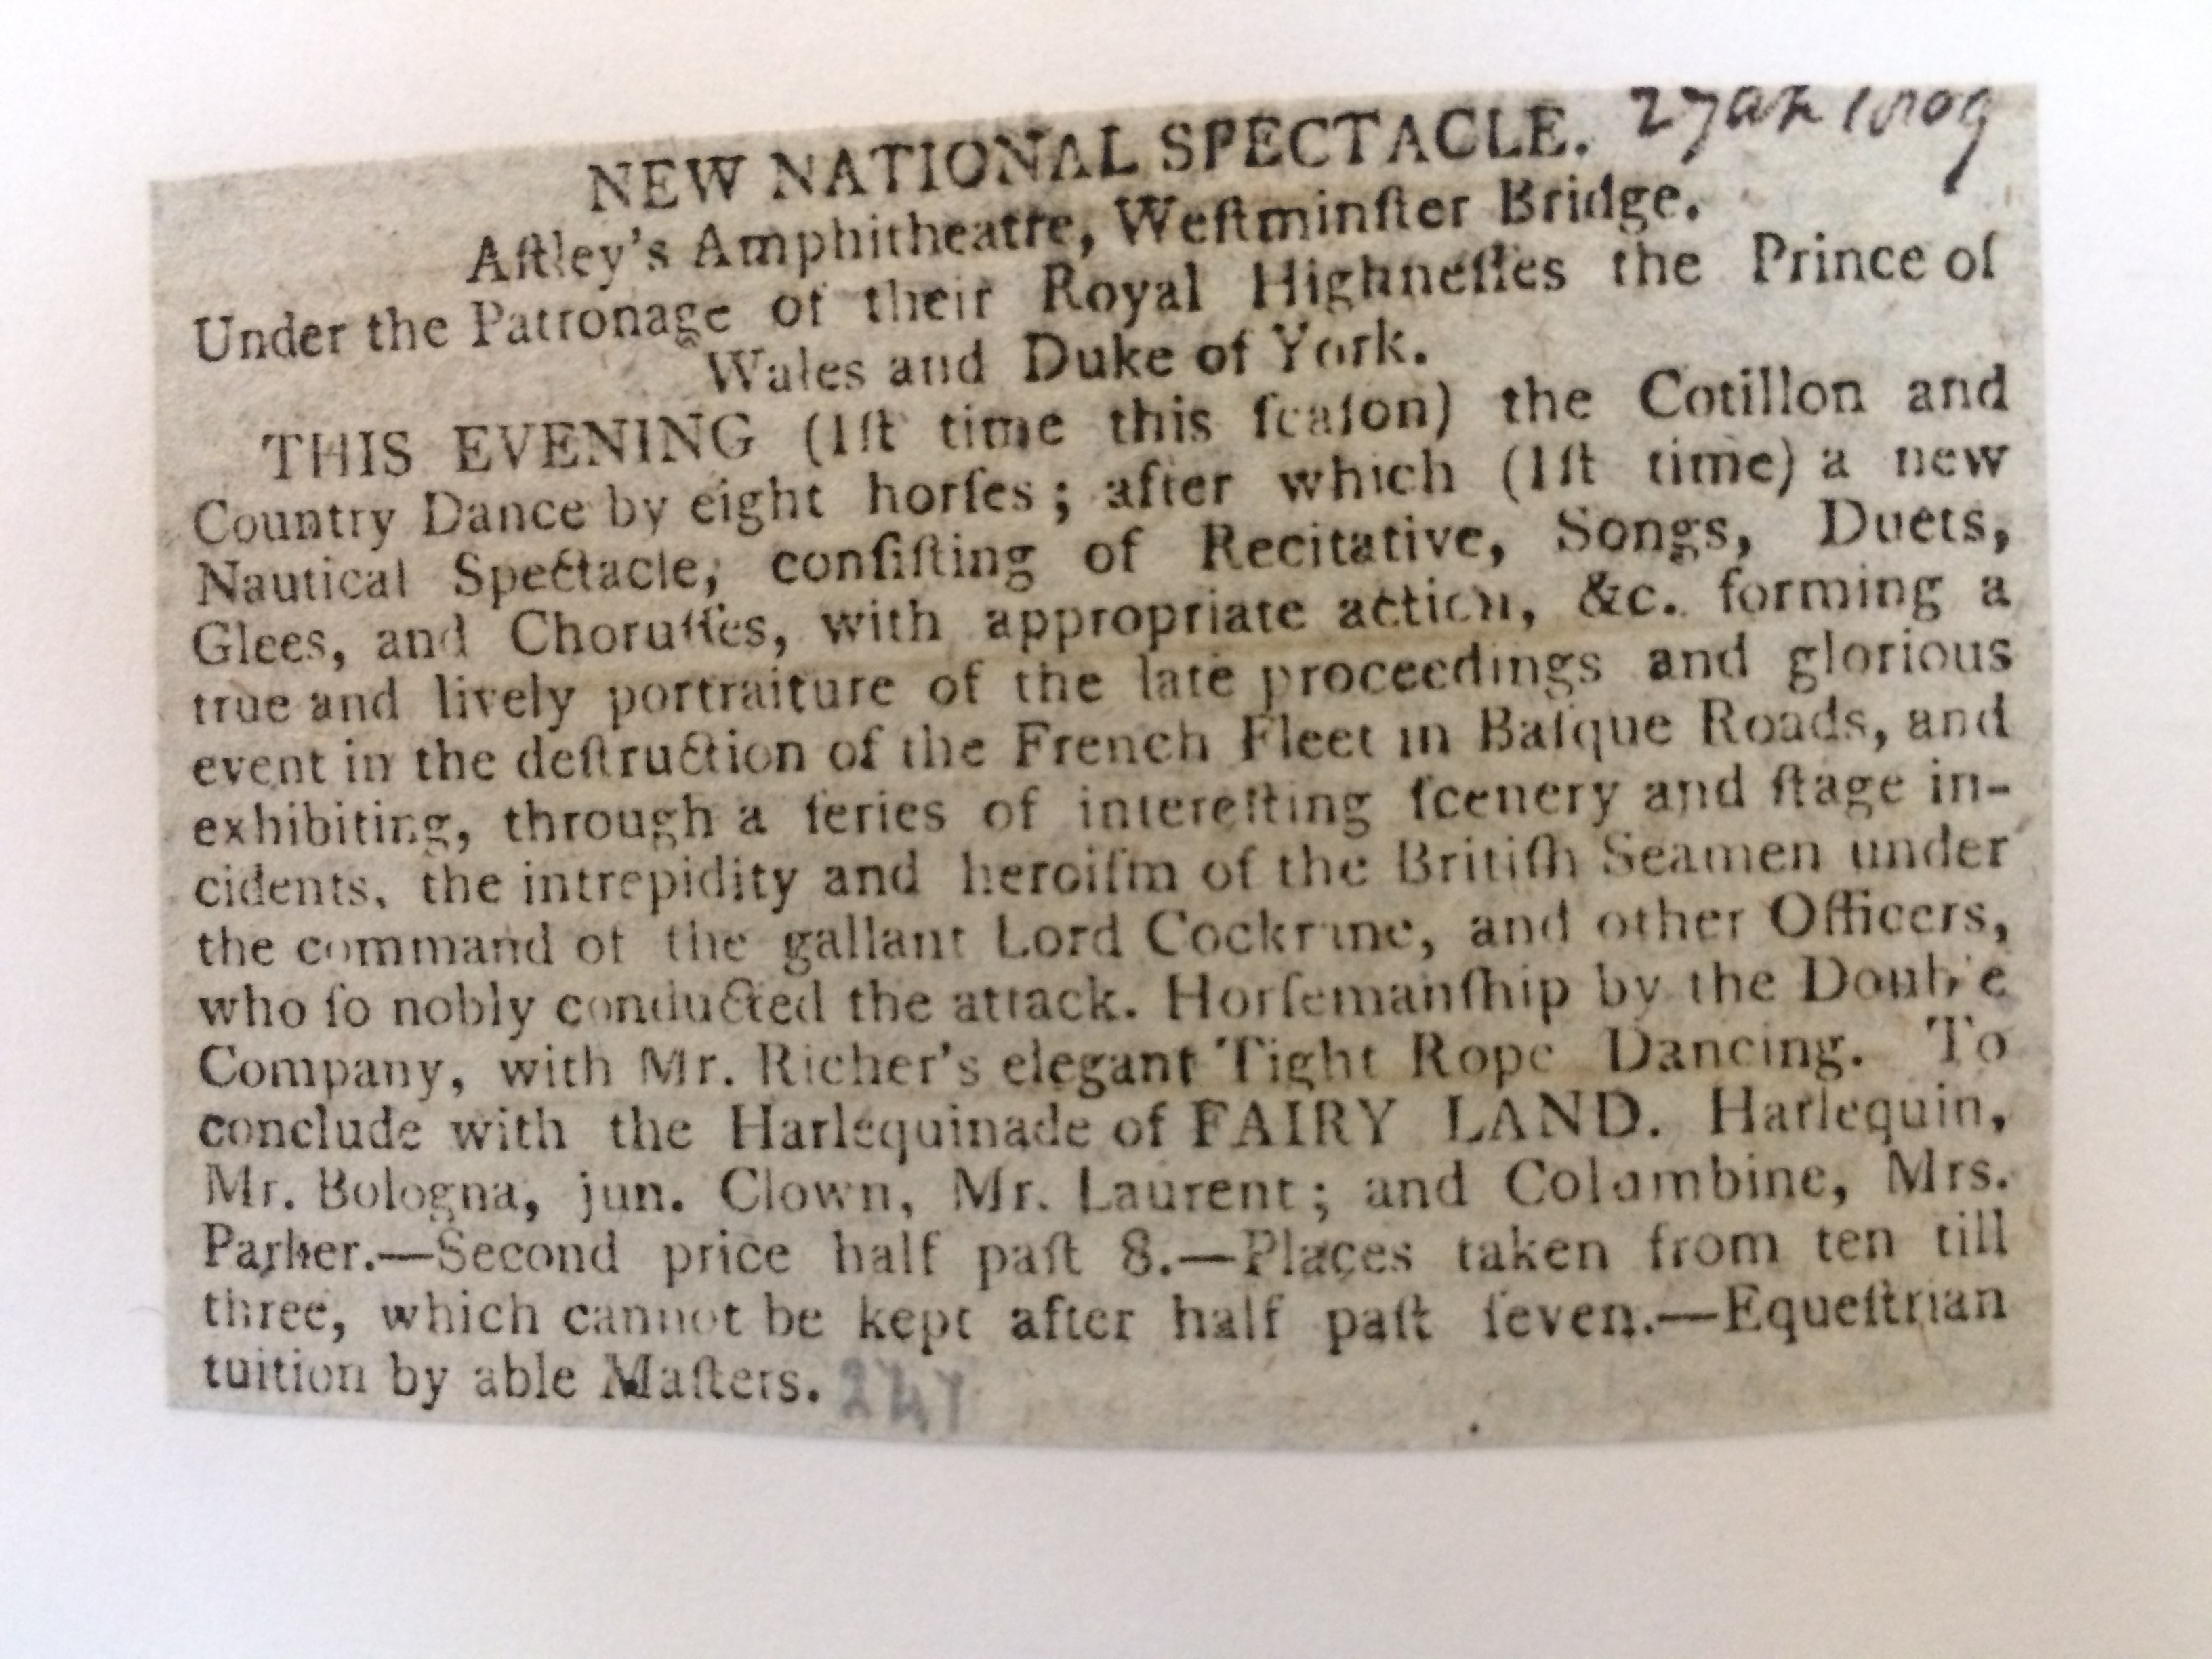 NEW NATIONAL SPECTACLE. 2 Jan 1809
Aſtley's Amphitheatre, Weſtminſter Bridge.
Under the Patronage of their Royal Highneſſes the Prince of
Wales and Duke of York.
THIS EVENING (1ſt time this ſeaſon) the Cotillon and
Country Dance by eight horſes; after which (1ſt time) a new
Nautical Spectacle, conſiſting of Recitative, Songs, Duets,
Glees, and Choruſſes, with appropriate action, &c. forming a
true and lively portraiture of the late proceedings and glorious
event in the deſtruction of the French Fleet in Baſque Roads, and
exhibiting, through a ſeries of intereſting ſcenery and ſtage in-
cidents, the intrepidity and heroiſm of the Britiſh Seamen under
the command of the gallant Lord Cockrane, and other Officers,
who ſo nobly conducted the attack. Horſemanſhip by the Double
Company, with Mr. Richer's elegant Tight Rope Dancing. To
conclude with the Harlequinade of FAIRY LAND. Harlequin,
Mr. Bologna, jun. Clown, Mr. Laurent; and Columbine, Mrs.
Parker.—Second price half paſt 8.—Places taken from ten till
three, which cannot be kept after half paſt ſeven.—Equeſtrian
tuition by able Maſters.